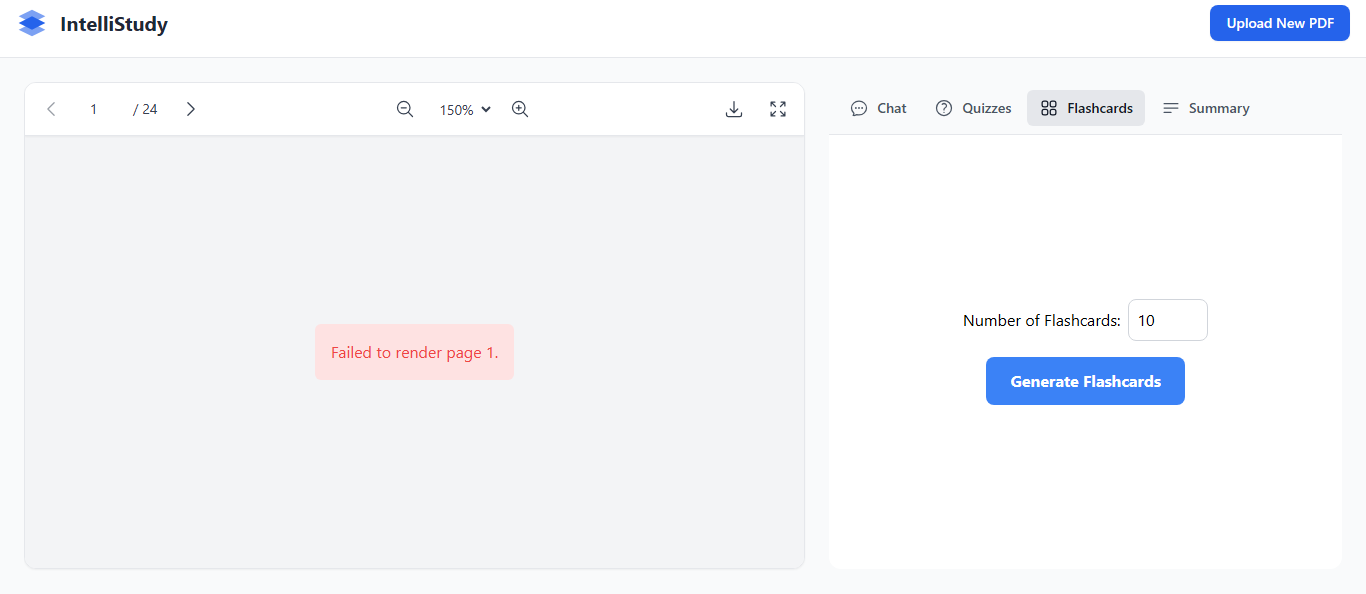 IntelliStudy
Upload New PDF
1 / 24
150%
Chat
Quizzes
Flashcards
Summary
Failed to render page 1.
Number of Flashcards: 10
Generate Flashcards